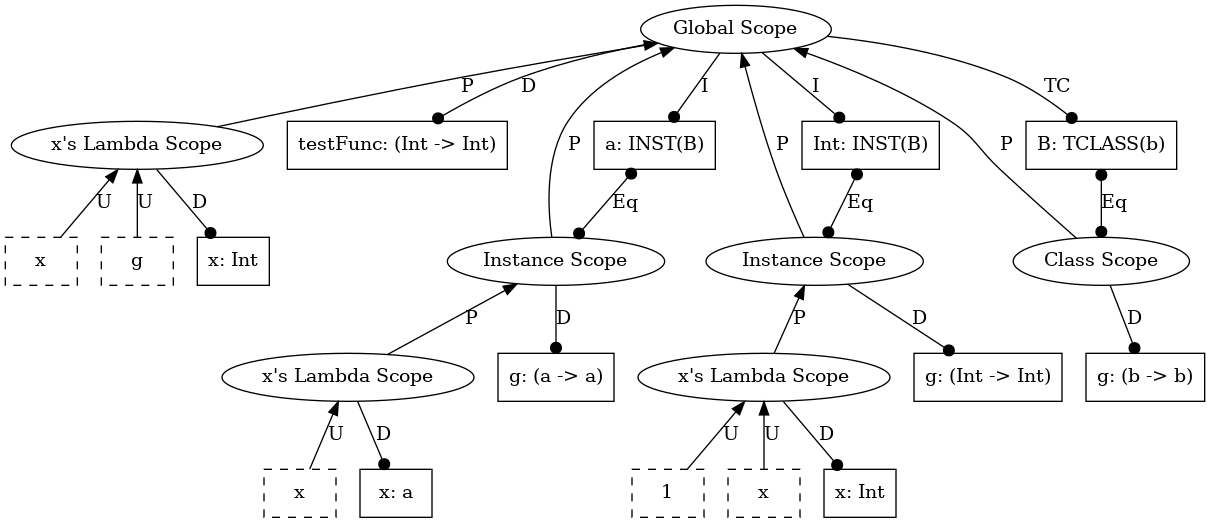 Global Scope
P
D
I
I
TC
x's Lambda Scope
testFunc: (Int -> Int)
P
a: INST(B)
P
Int: INST(B)
P
B: TCLASS(b)
U
U
D
Eq
Eq
Eq
x
g
x: Int
Instance Scope
Instance Scope
Class Scope
P
D
P
D
D
x's Lambda Scope
g: (a -> a)
x's Lambda Scope
g: (Int -> Int)
g: (b -> b)
U
D
U
U
D
x
x: a
1
x
x: Int